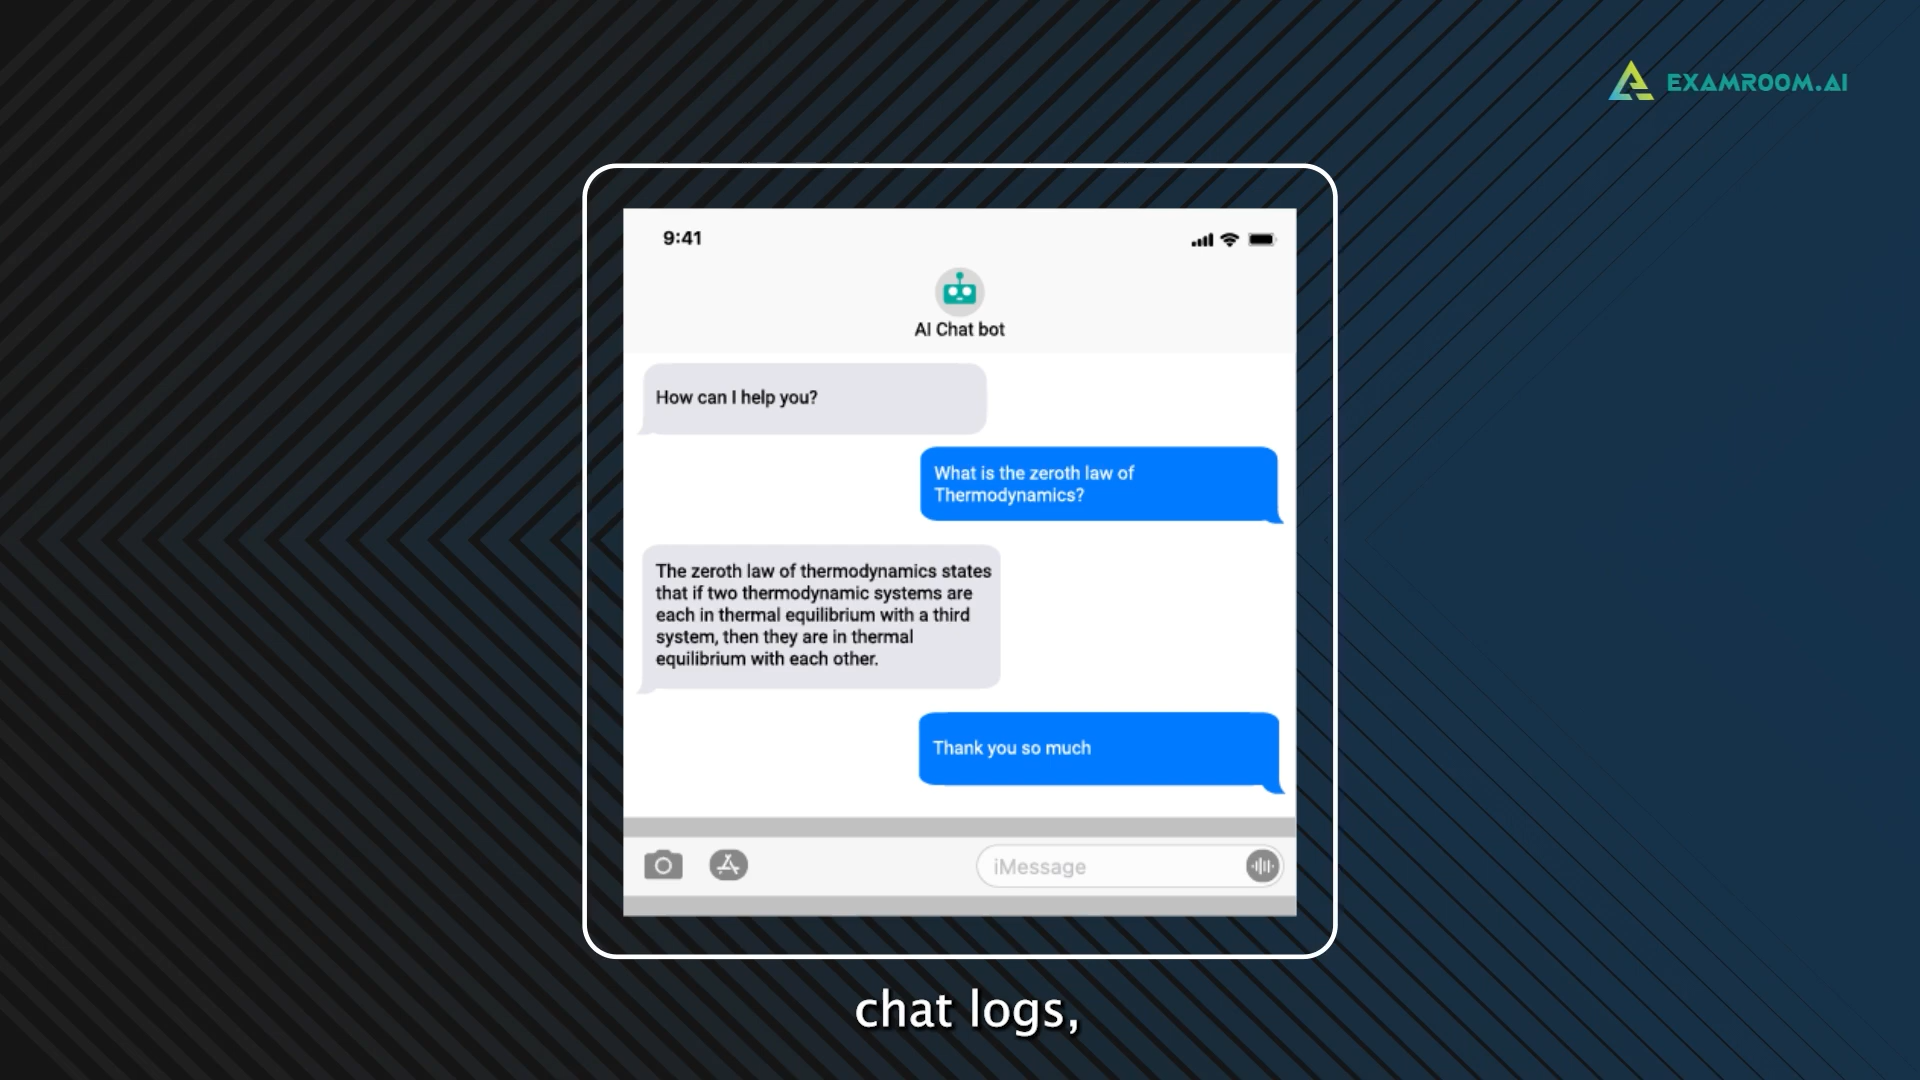 EXAMROOM.AI
9:41
AI Chat bot
How can I help you?
What is the zeroth law of
Thermodynamics?
The zeroth law of thermodynamics states
that if two thermodynamic systems are
each in thermal equilibrium with a third
system, then they are in thermal
equilibrium with each other.
Thank you so much
iMessage
chat logs,